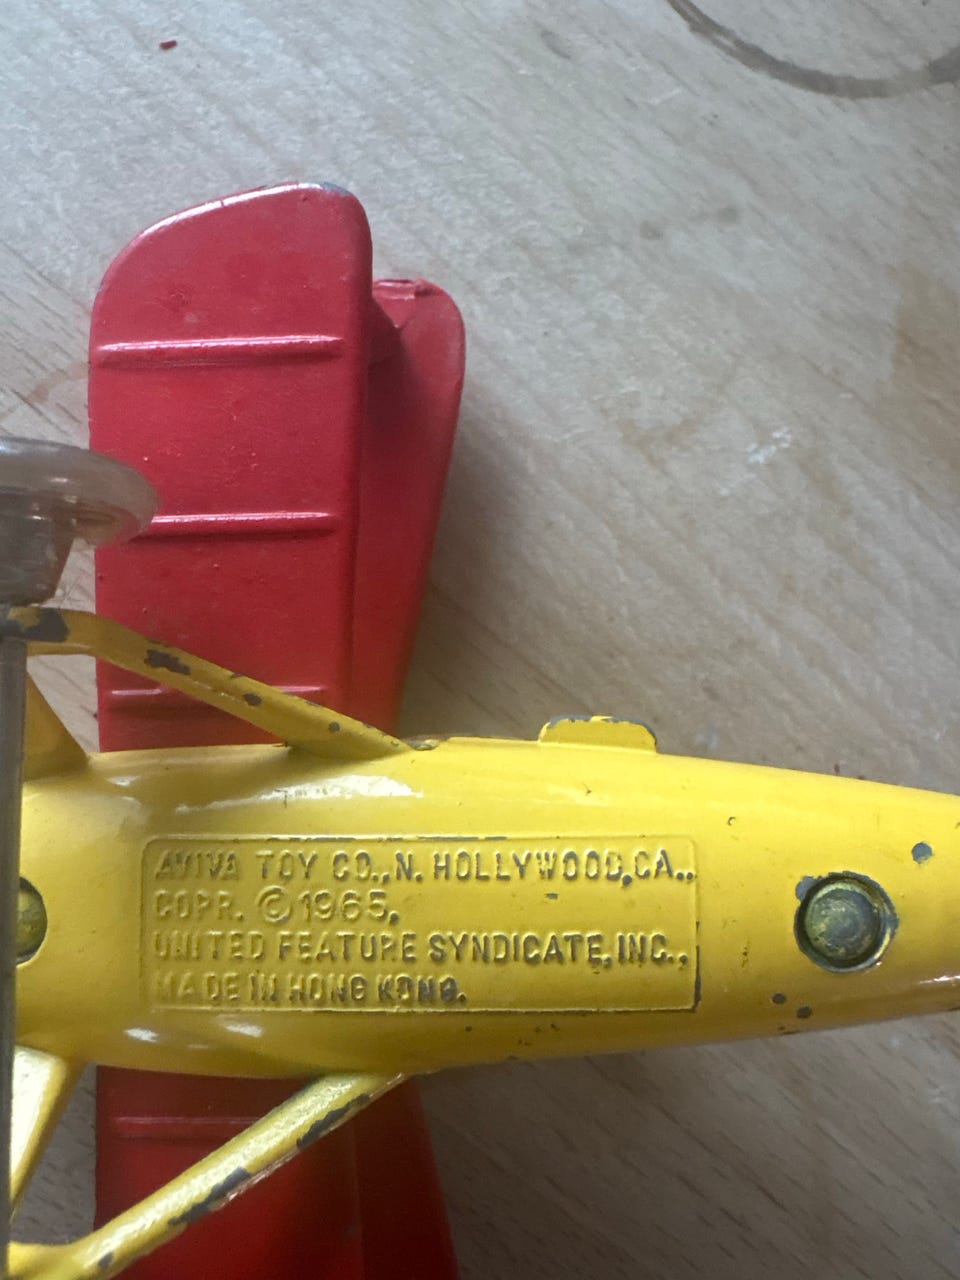 AVIVA TOY CO., N. HOLLYWOOD, CA.,
COPR. © 1965,
UNITED FEATURE SYNDICATE, INC.,
MADE IN HONG KONG.